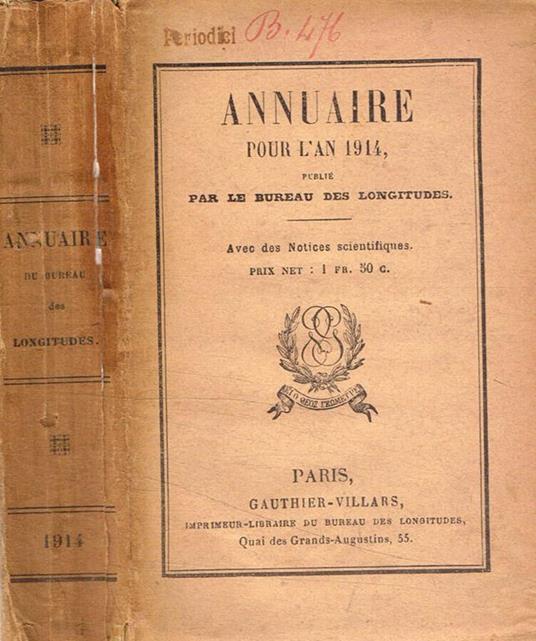 Periodici B. 476
ANNUAIRE
POUR L'AN 1914,
PUBLIÉ
PAR LE BUREAU DES LONGITUDES.
Avec des Notices scientifiques.
PRIX NET : 1 FR. 50 C.
PARIS,
GAUTHIER-VILLARS,
IMPRIMEUR-LIBRAIRE DU BUREAU DES LONGITUDES,
Quai des Grands-Augustins, 55.
ANNUAIRE
DU BUREAU
des
LONGITUDES.
1914